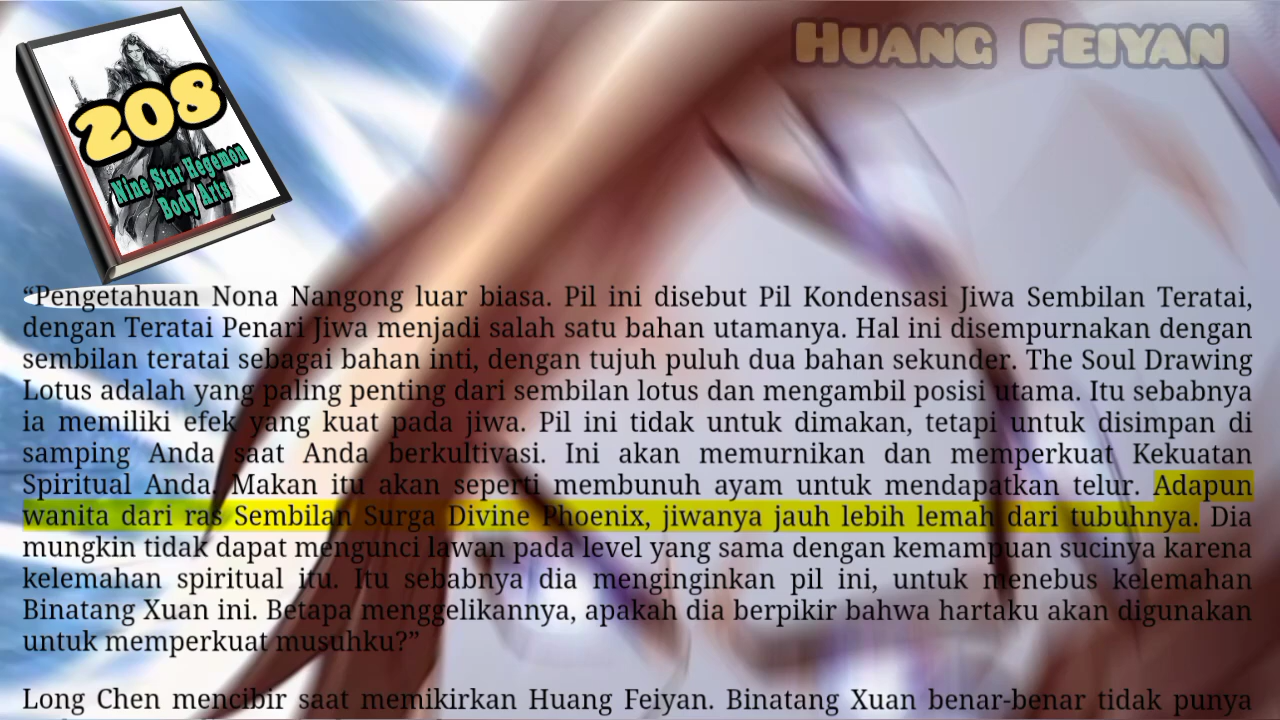 Huang Feiyan
208
Nine Star Hegemon
Body Arts
“Pengetahuan Nona Nangong luar biasa. Pil ini disebut Pil Kondensasi Jiwa Sembilan Teratai,
dengan Teratai Penari Jiwa menjadi salah satu bahan utamanya. Hal ini disempurnakan dengan
sembilan teratai sebagai bahan inti, dengan tujuh puluh dua bahan sekunder. The Soul Drawing
Lotus adalah yang paling penting dari sembilan lotus dan mengambil posisi utama. Itu sebabnya
ia memiliki efek yang kuat pada jiwa. Pil ini tidak untuk dimakan, tetapi untuk disimpan di
samping Anda saat Anda berkultivasi. Ini akan memurnikan dan memperkuat Kekuatan
Spiritual Anda. Makan itu akan seperti membunuh ayam untuk mendapatkan telur. Adapun
wanita dari ras Sembilan Surga Divine Phoenix, jiwanya jauh lebih lemah dari tubuhnya. Dia
mungkin tidak dapat mengunci lawan pada level yang sama dengan kemampuan sucinya karena
kelemahan spiritual itu. Itu sebabnya dia menginginkan pil ini, untuk menebus kelemahan
Binatang Xuan ini. Betapa menggelikannya, apakah dia berpikir bahwa hartaku akan digunakan
untuk memperkuat musuhku?”
Long Chen mencibir saat memikirkan Huang Feiyan. Binatang Xuan benar-benar tidak punya